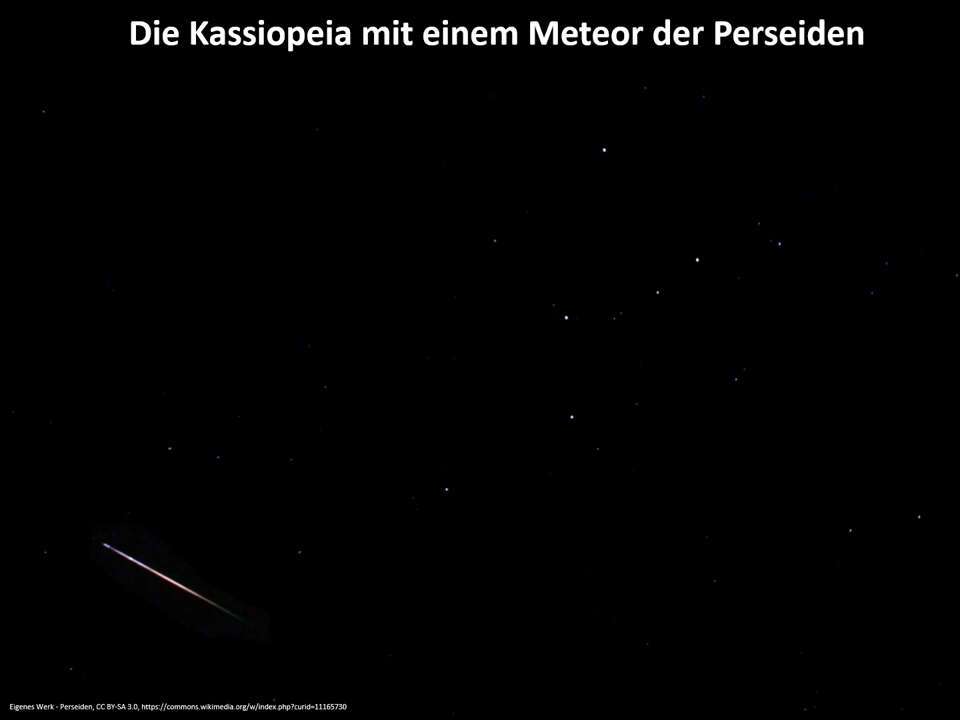 Die Kassiopeia mit einem Meteor der Perseiden
Eigenes Werk - Perseiden, CC BY-SA 3.0, https://commons.wikimedia.org/w/index.php?curid=11165730